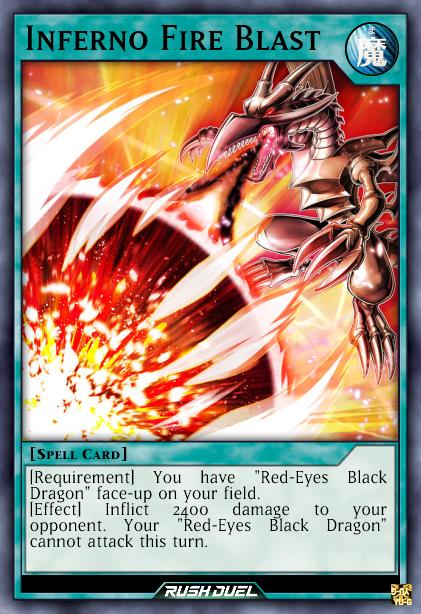 Inferno Fire Blast
ま
魔
[Spell Card]
[Requirement] You have "Red-Eyes Black
Dragon" face-up on your field.
[Effect] Inflict 2400 damage to your
opponent. Your "Red-Eyes Black Dragon"
cannot attack this turn.
RUSH DUEL